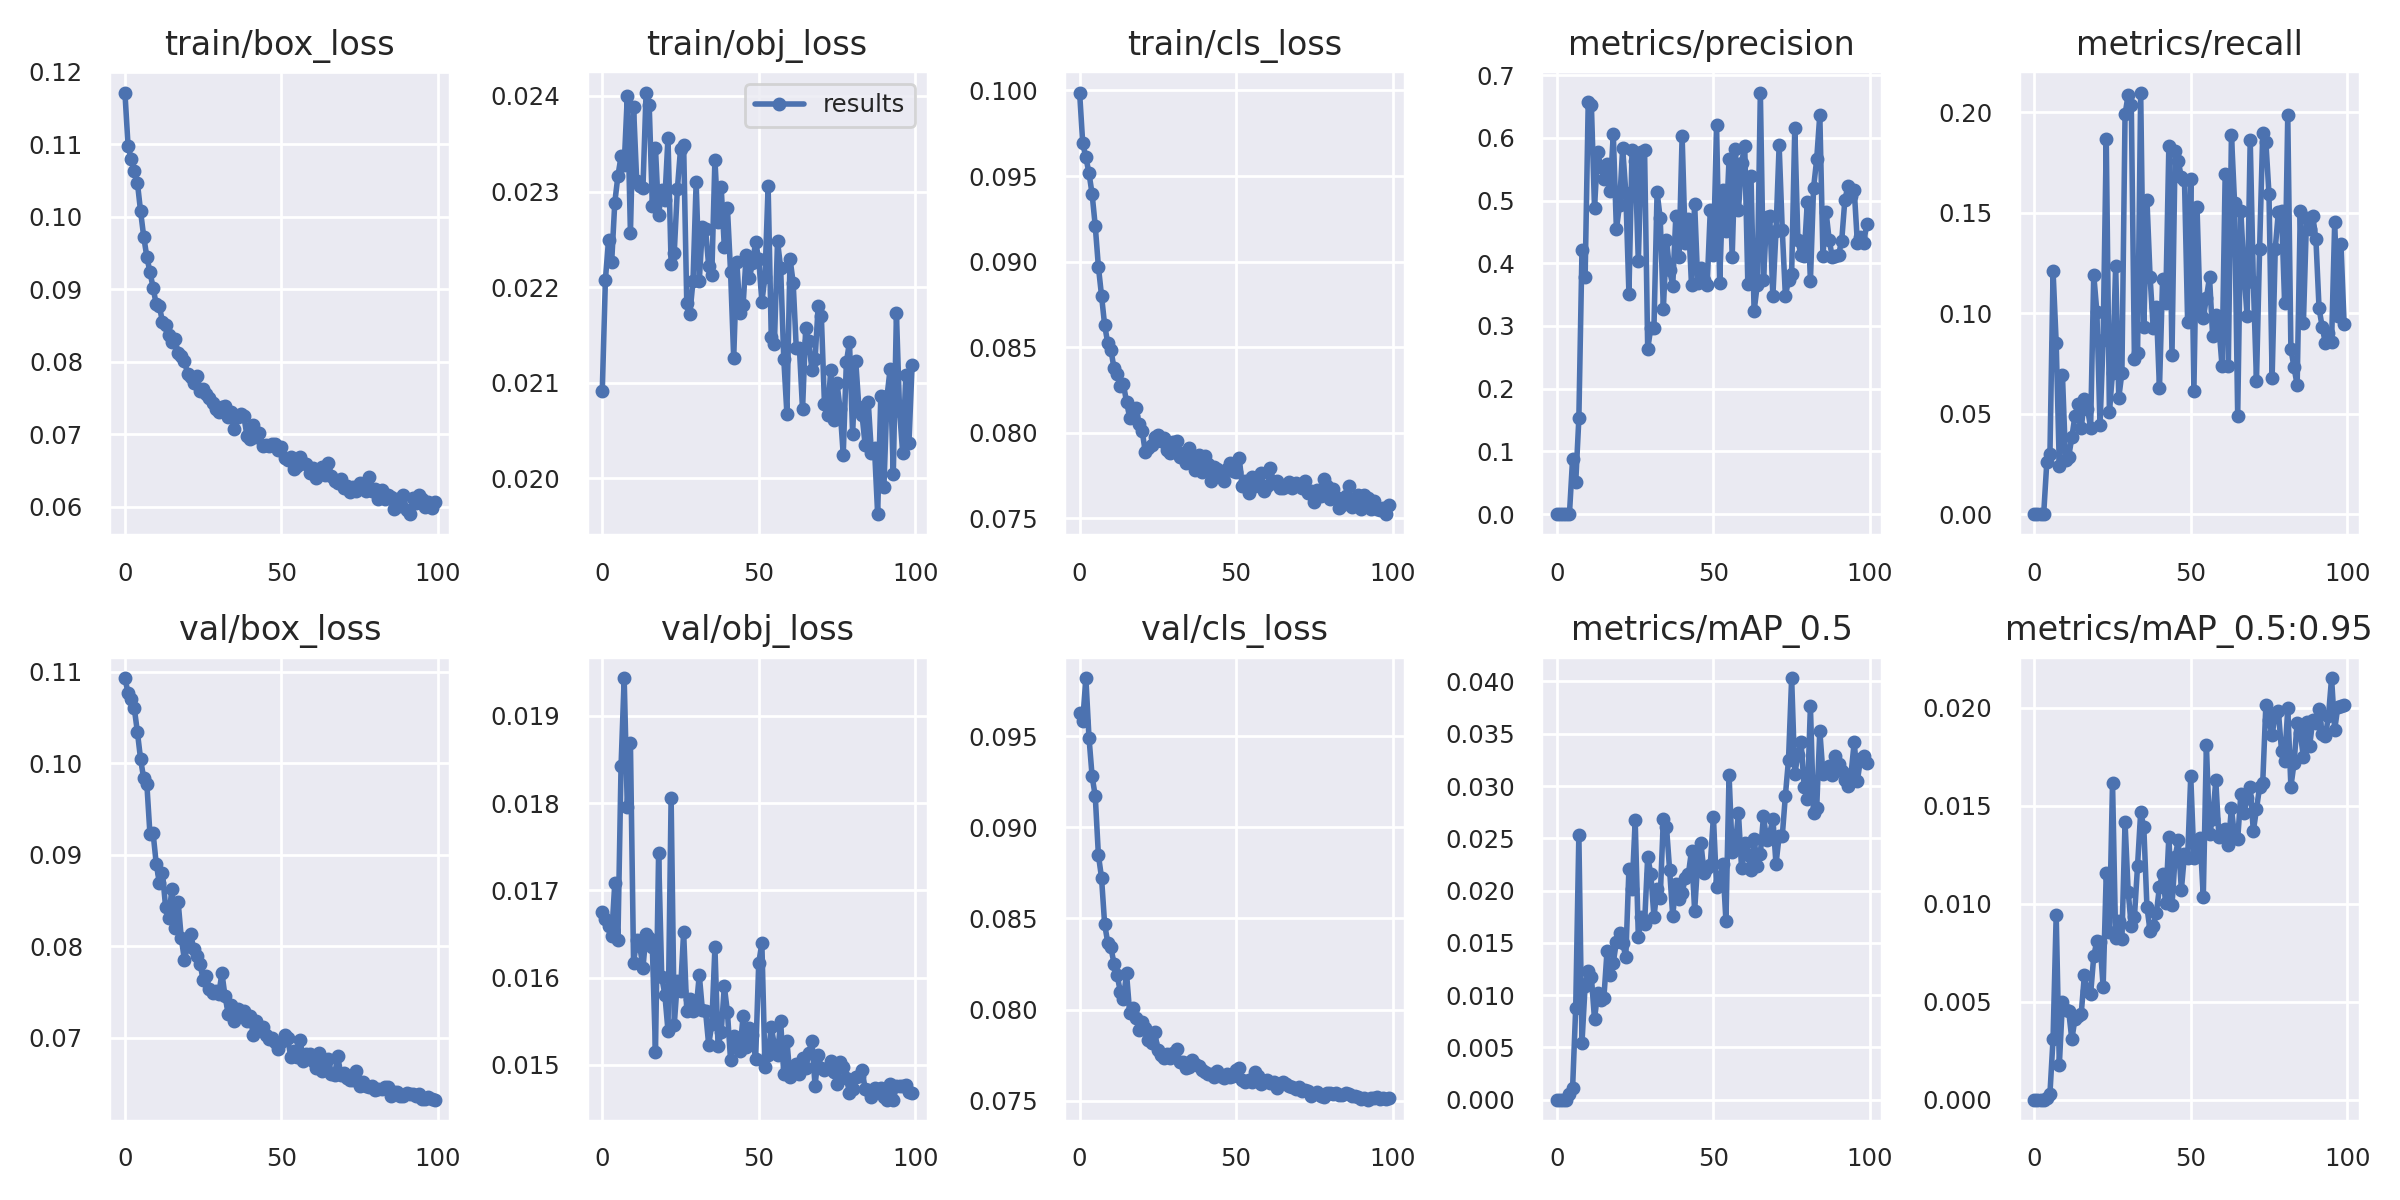 train/box_loss
train/obj_loss
train/cls_loss
metrics/precision
metrics/recall
0.12
0.11
0.10
0.09
0.08
0.07
0.06
0 50 100
0.024
0.023
0.022
0.021
0.020
results
0 50 100
0.100
0.095
0.090
0.085
0.080
0.075
0 50 100
0.7
0.6
0.5
0.4
0.3
0.2
0.1
0.0
0 50 100
0.20
0.15
0.10
0.05
0.00
0 50 100
val/box_loss
val/obj_loss
val/cls_loss
metrics/mAP_0.5
metrics/mAP_0.5:0.95
0.11
0.10
0.09
0.08
0.07
0 50 100
0.019
0.018
0.017
0.016
0.015
0 50 100
0.095
0.090
0.085
0.080
0.075
0 50 100
0.040
0.035
0.030
0.025
0.020
0.015
0.010
0.005
0.000
0 50 100
0.020
0.015
0.010
0.005
0.000
0 50 100